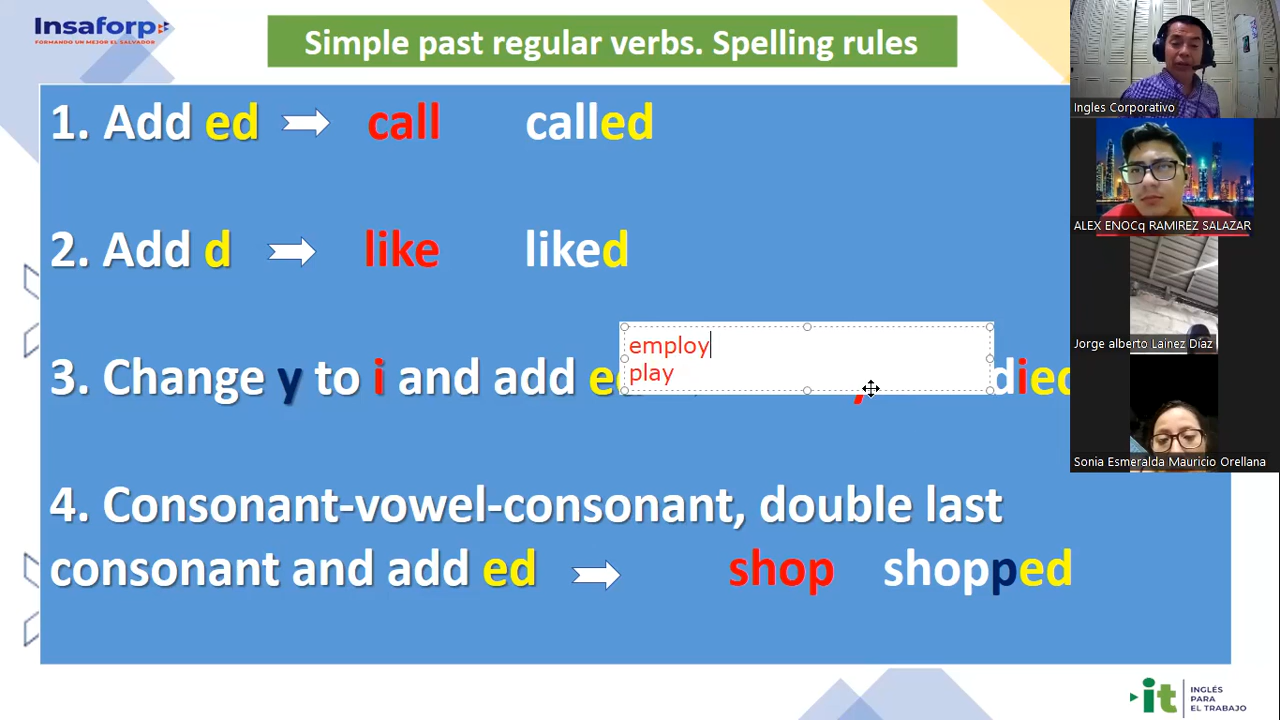 Insaforp
FORMANDO UN MEJOR EL SALVADOR
Simple past regular verbs. Spelling rules
1. Add ed call called
2. Add d like liked
employ
play
3. Change y to i and add died
4. Consonant-vowel-consonant, double last
consonant and add ed shop shopped
Ingles Corporativo
ALEX ENOCq RAMIREZ SALAZAR
Jorge alberto Lainez Diaz
Sonia Esmeralda Mauricio Orellana
it INGLÉS
PARA
EL TRABAJO